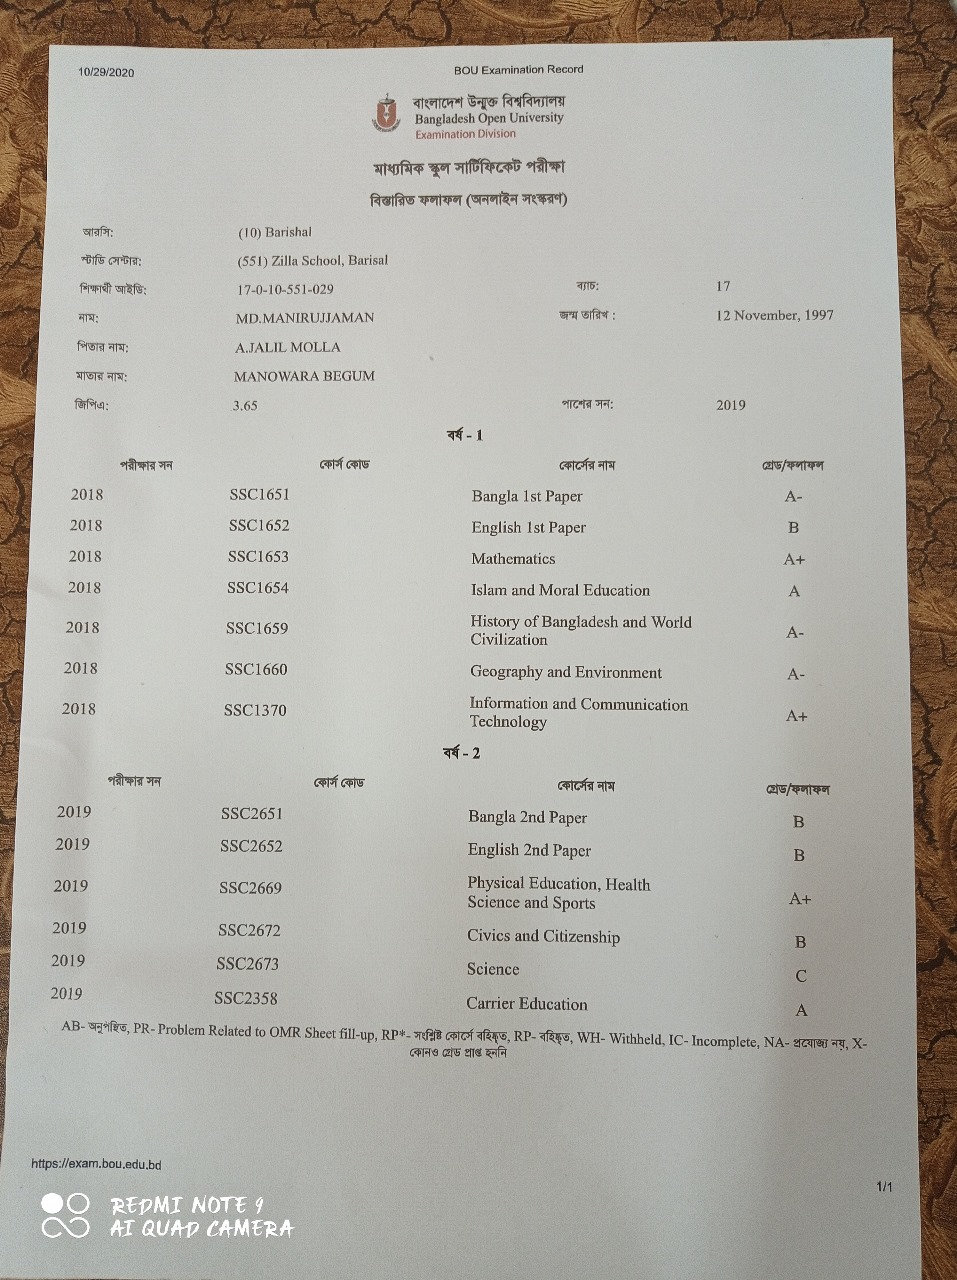 10/29/2020 BOU Examination Record
বাংলাদেশ উন্মুক্ত বিশ্ববিদ্যালয়
Bangladesh Open University
Examination Division
মাধ্যমিক স্কুল সার্টিফিকেট পরীক্ষা
বিস্তারিত ফলাফল (অনলাইন সংস্করণ)
আরসি: (10) Barishal
স্টাডি সেন্টার: (551) Zilla School, Barisal
শিক্ষার্থী আইডি: 17-0-10-551-029 ব্যাচ: 17
নাম: MD.MANIRUJJAMAN জন্ম তারিখ : 12 November, 1997
পিতার নাম: A.JALIL MOLLA
মাতার নাম: MANOWARA BEGUM
জিপিএ: 3.65 পাশের সন: 2019
বর্ষ - 1
পরীক্ষার সন কোর্স কোড কোর্সের নাম গ্রেড/ফলাফল
2018 SSC1651 Bangla 1st Paper A-
2018 SSC1652 English 1st Paper B
2018 SSC1653 Mathematics A+
2018 SSC1654 Islam and Moral Education A
2018 SSC1659 History of Bangladesh and World
Civilization A-
2018 SSC1660 Geography and Environment A-
2018 SSC1370 Information and Communication
Technology A+
বর্ষ - 2
পরীক্ষার সন কোর্স কোড কোর্সের নাম গ্রেড/ফলাফল
2019 SSC2651 Bangla 2nd Paper B
2019 SSC2652 English 2nd Paper B
2019 SSC2669 Physical Education, Health
Science and Sports A+
2019 SSC2672 Civics and Citizenship B
2019 SSC2673 Science C
2019 SSC2358 Carrier Education A
AB- অনুপস্থিত, PR- Problem Related to OMR Sheet fill-up, RP*- সংশ্লিষ্ট কোর্সে বহিষ্কৃত, RP- বহিষ্কৃত, WH- Withheld, IC- Incomplete, NA- প্রযোজ্য নয়, X-
কোনও গ্রেড প্রাপ্ত হননি
https://exam.bou.edu.bd
1/1
REDMI NOTE 9
AI QUAD CAMERA